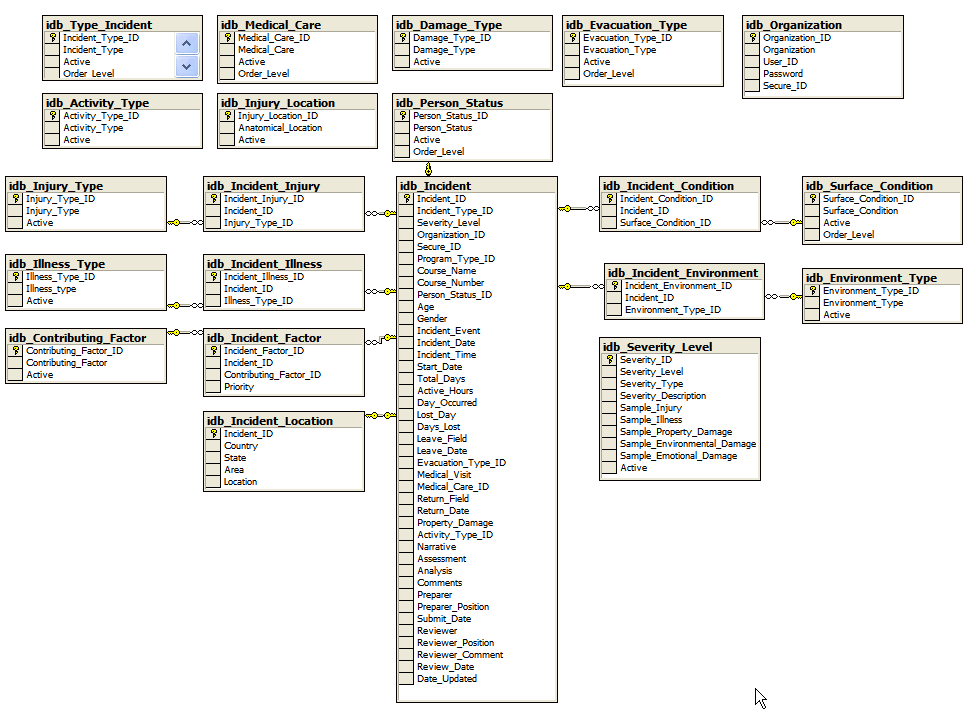 idb_Type_Incident
Incident_Type_ID
Incident_Type
Active
Order_Level
idb_Medical_Care
Medical_Care_ID
Medical_Care
Active
Order_Level
idb_Damage_Type
Damage_Type_ID
Damage_Type
Active
idb_Evacuation_Type
Evacuation_Type_ID
Evacuation_Type
Active
Order_Level
idb_Organization
Organization_ID
Organization
User_ID
Password
Secure_ID
idb_Activity_Type
Activity_Type_ID
Activity_Type
Active
idb_Injury_Location
Injury_Location_ID
Anatomical_Location
Active
idb_Person_Status
Person_Status_ID
Person_Status
Active
Order_Level
idb_Injury_Type
Injury_Type_ID
Injury_Type
Active
idb_Incident_Injury
Incident_Injury_ID
Incident_ID
Injury_Type_ID
idb_Incident
Incident_ID
Incident_Type_ID
Severity_Level
Organization_ID
Secure_ID
Program_Type_ID
Course_Name
Course_Number
Person_Status_ID
Age
Gender
Incident_Event
Incident_Date
Incident_Time
Start_Date
Total_Days
Active_Hours
Day_Occurred
Lost_Day
Days_Lost
Leave_Field
Leave_Date
Evacuation_Type_ID
Medical_Visit
Medical_Care_ID
Return_Field
Return_Date
Property_Damage
Activity_Type_ID
Narrative
Assessment
Analysis
Comments
Preparer
Preparer_Position
Submit_Date
Reviewer
Reviewer_Position
Reviewer_Comment
Review_Date
Date_Updated
idb_Incident_Condition
Incident_Condition_ID
Incident_ID
Surface_Condition_ID
idb_Surface_Condition
Surface_Condition_ID
Surface_Condition
Active
Order_Level
idb_Illness_Type
Illness_Type_ID
Illness_type
Active
idb_Incident_Illness
Incident_Illness_ID
Incident_ID
Illness_Type_ID
idb_Incident_Environment
Incident_Environment_ID
Incident_ID
Environment_Type_ID
idb_Environment_Type
Environment_Type_ID
Environment_Type
Active
idb_Contributing_Factor
Contributing_Factor_ID
Contributing_Factor
Active
idb_Incident_Factor
Incident_Factor_ID
Incident_ID
Contributing_Factor_ID
Priority
idb_Severity_Level
Severity_ID
Severity_Level
Severity_Type
Severity_Description
Sample_Injury
Sample_Illness
Sample_Property_Damage
Sample_Environmental_Damage
Sample_Emotional_Damage
Active
idb_Incident_Location
Incident_ID
Country
State
Area
Location